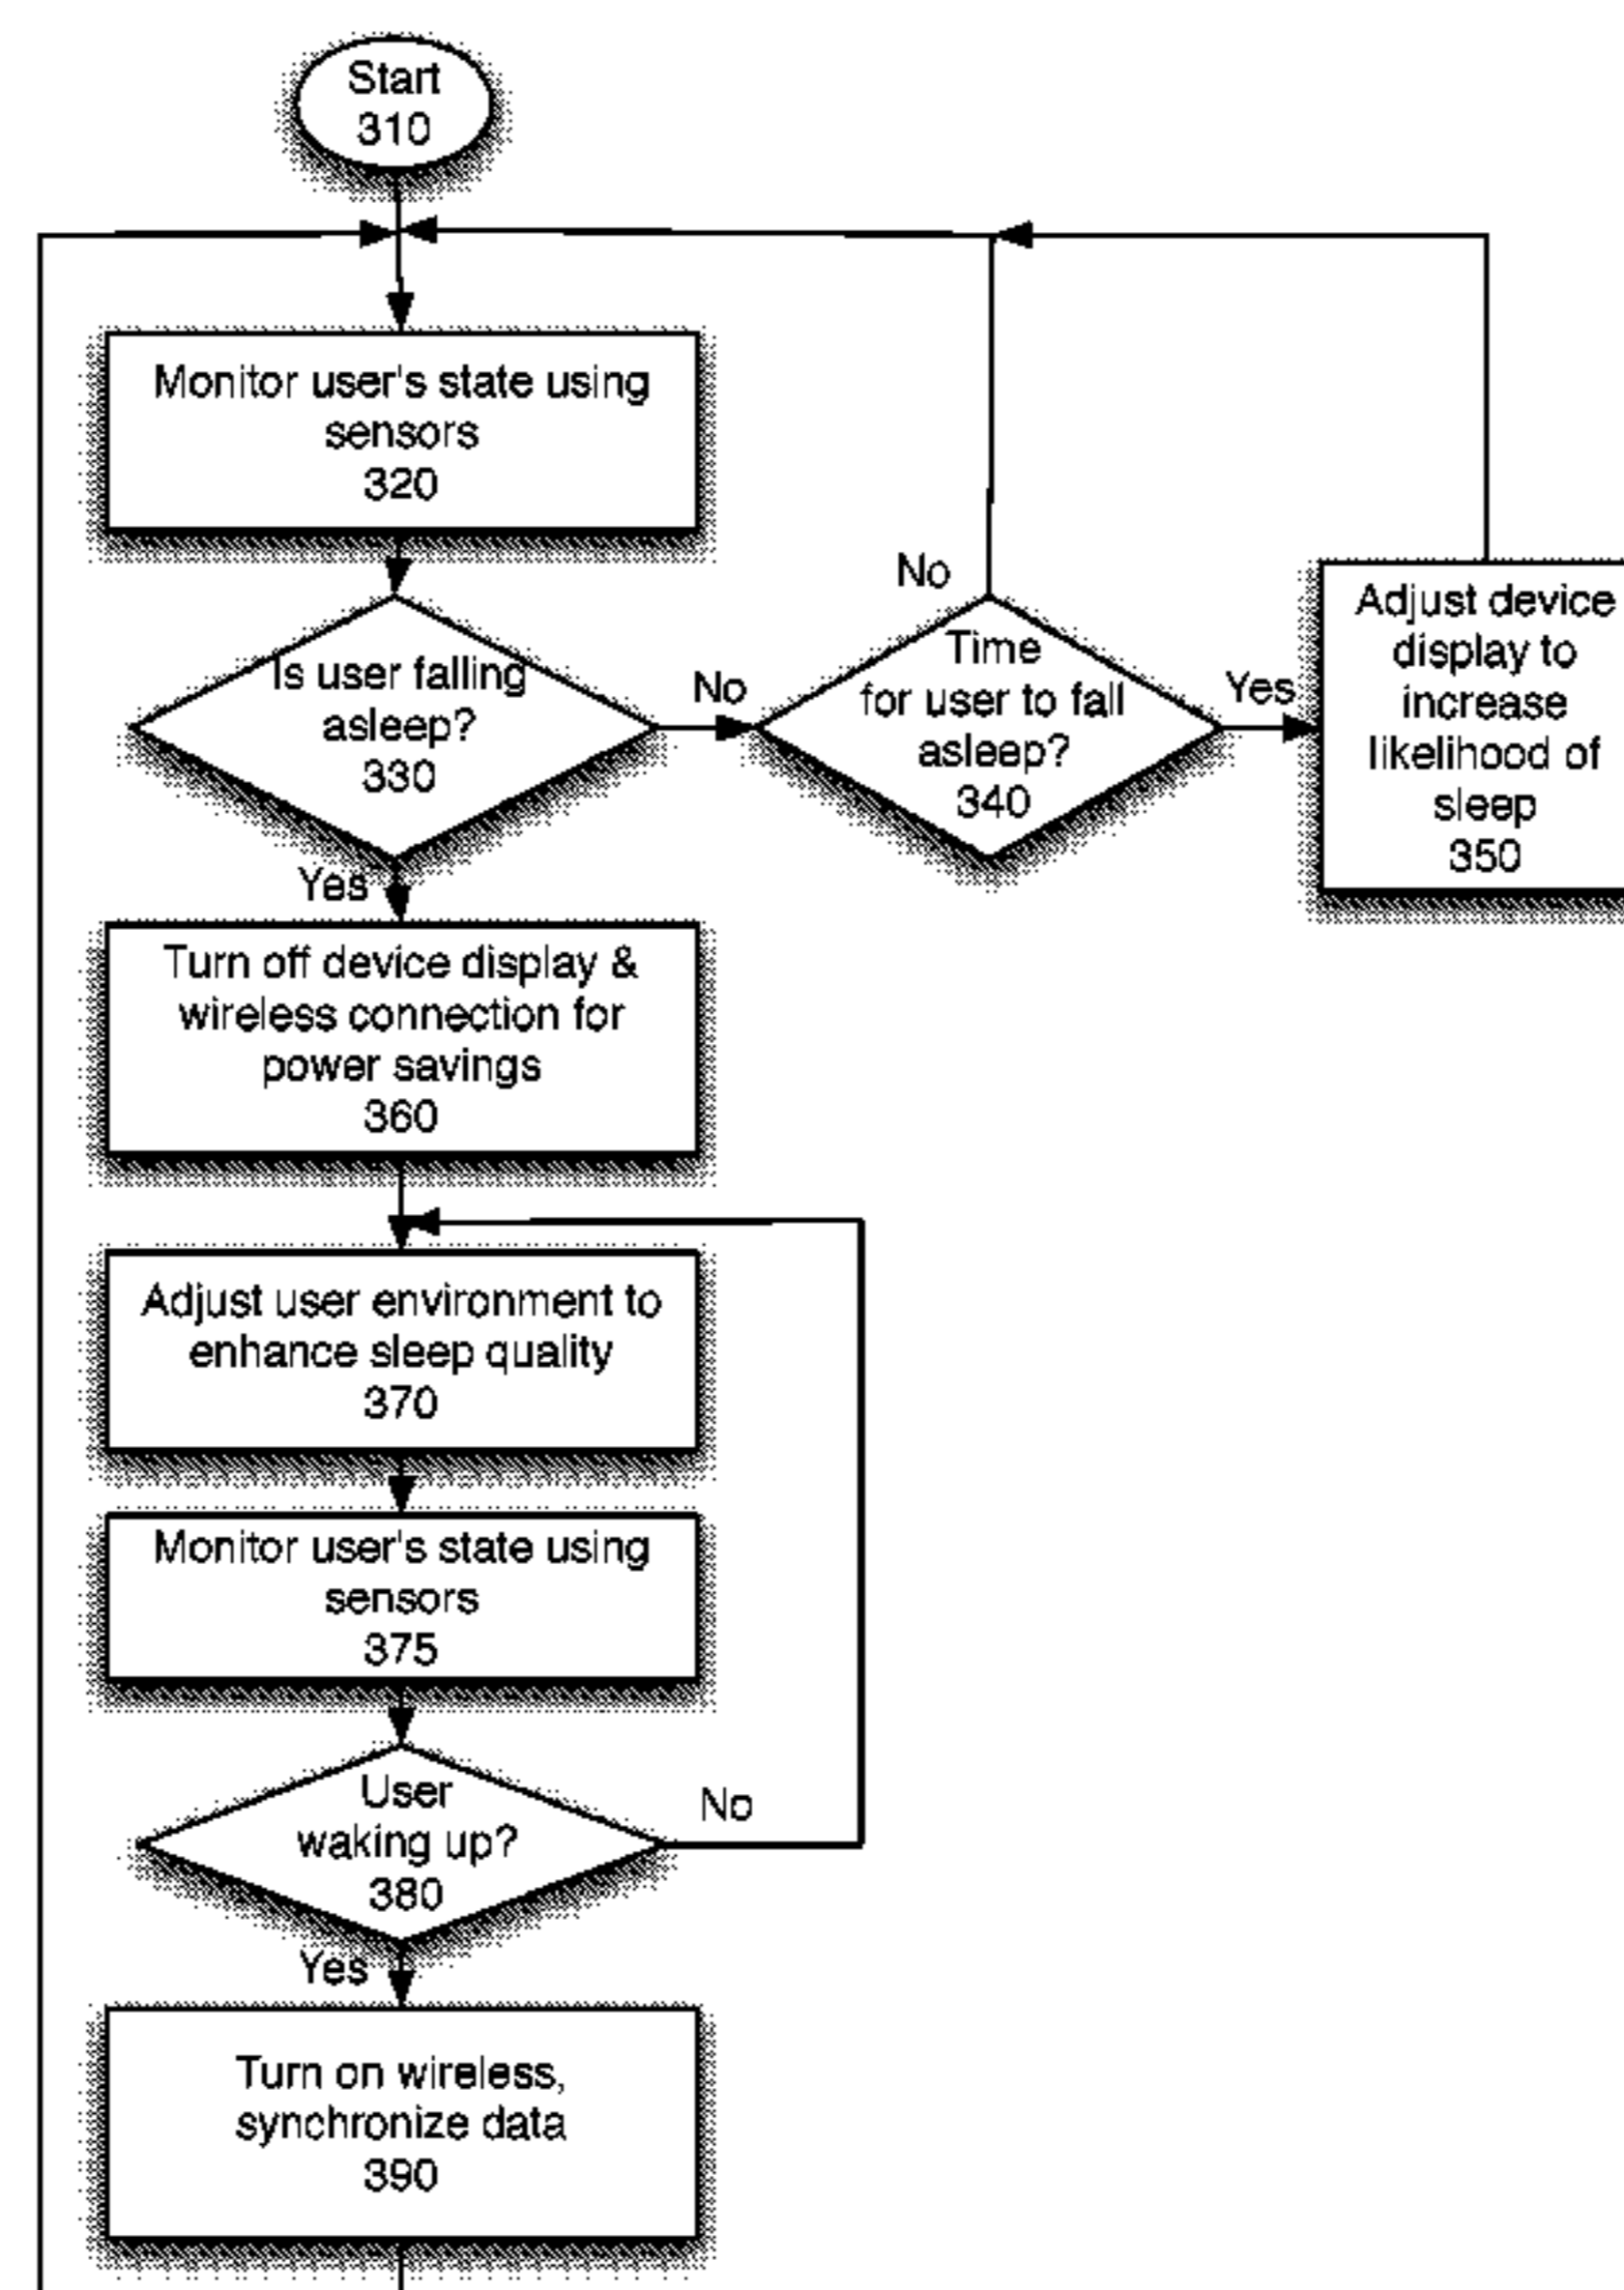 Start
310
Monitor user's state using
sensors
320
Is user falling
asleep?
330
No
Time
for user to fall
asleep?
340
No
Yes
Adjust device
display to
increase
likelihood of
sleep
350
Yes
Turn off device display &
wireless connection for
power savings
360
Adjust user environment to
enhance sleep quality
370
Monitor user's state using
sensors
375
User
waking up?
380
No
Yes
Turn on wireless,
synchronize data
390